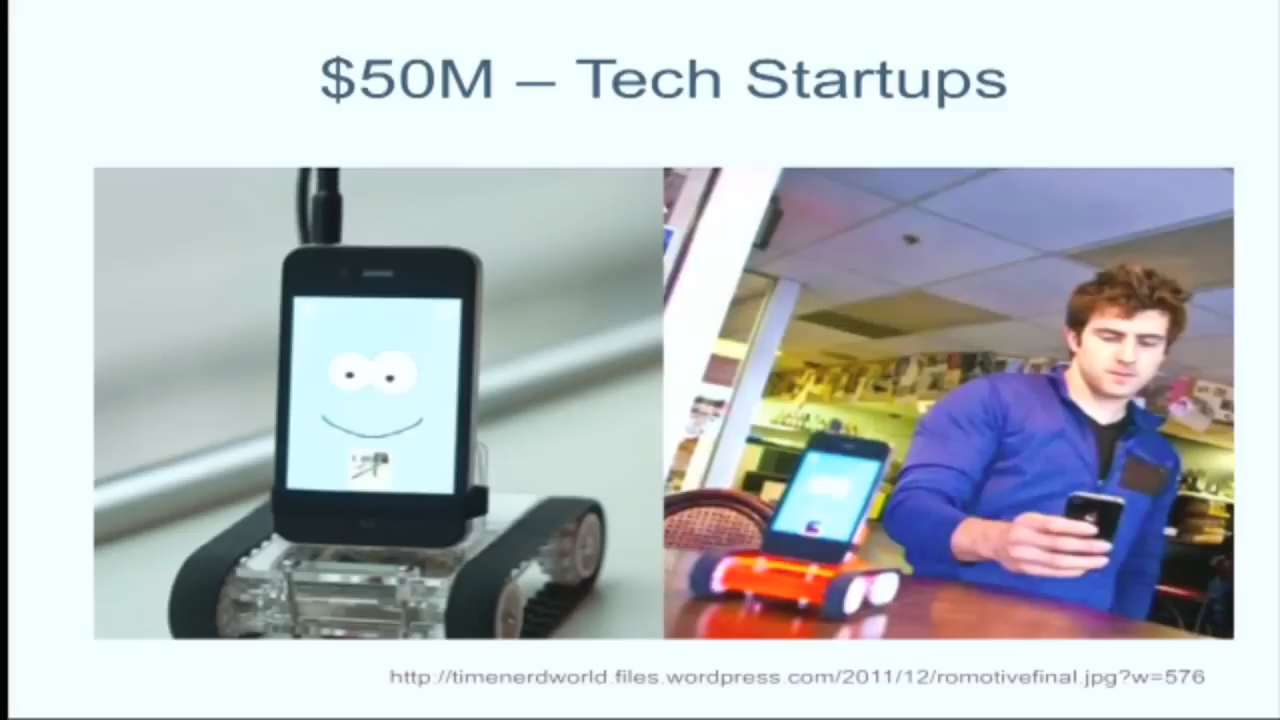 $50M – Tech Startups
http://timenerdworld.files.wordpress.com/2011/12/romotivefinal.jpg?w=576